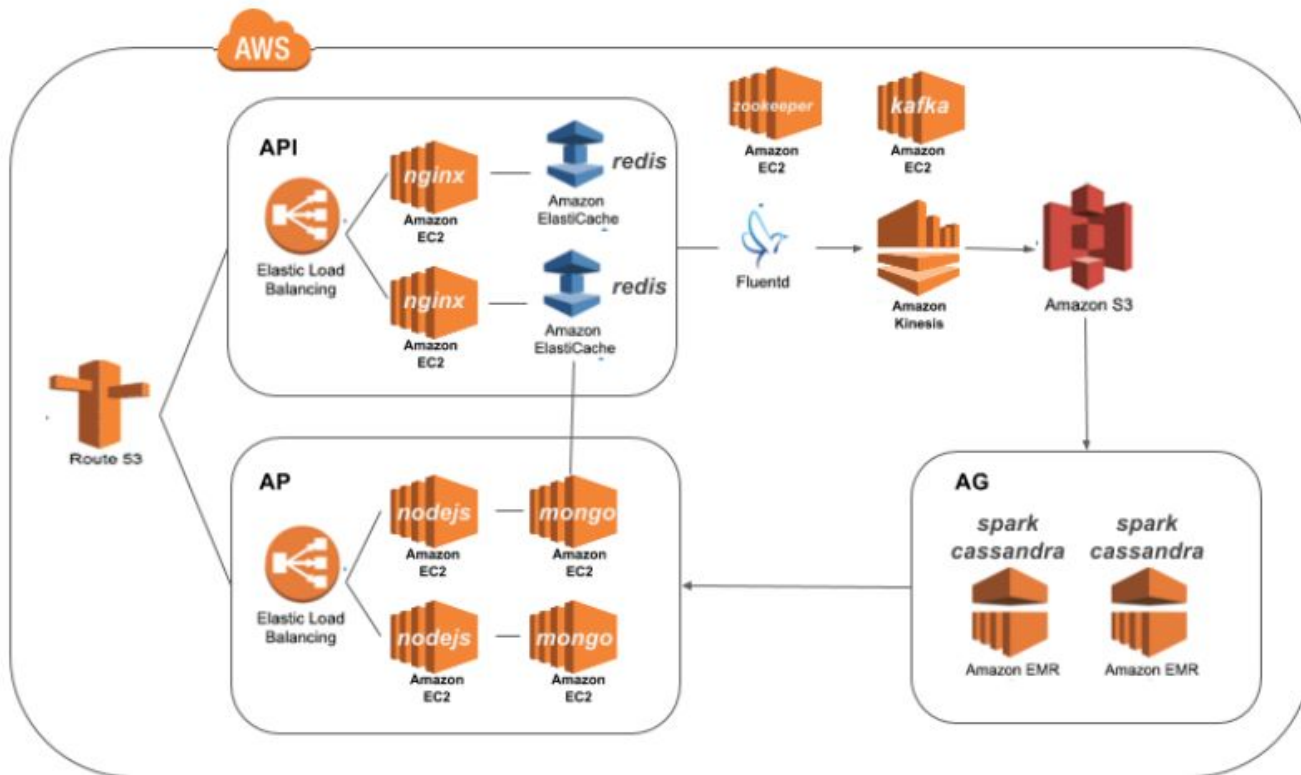 AWS
API
nginx
Amazon
EC2
redis
Amazon
ElastiCache
Elastic Load
Balancing
nginx
Amazon
EC2
redis
Amazon
ElastiCache
zookeeper
Amazon
EC2
kafka
Amazon
EC2
Fluentd
Amazon
Kinesis
Amazon S3
Route 53
AP
nodejs
Amazon
EC2
mongo
Amazon
EC2
Elastic Load
Balancing
nodejs
Amazon
EC2
mongo
Amazon
EC2
AG
spark
cassandra
Amazon EMR
spark
cassandra
Amazon EMR